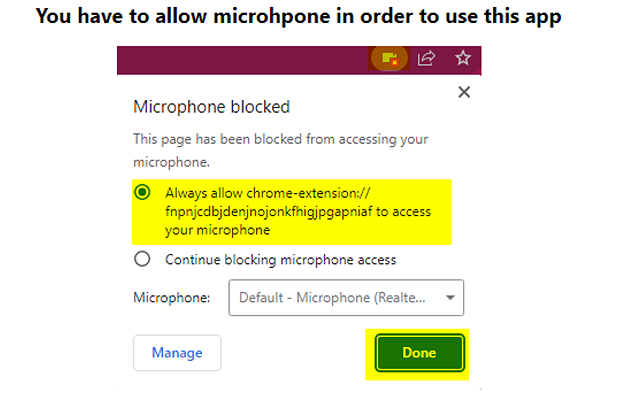 You have to allow microhpone in order to use this app
Microphone blocked
This page has been blocked from accessing your
microphone.
Always allow chrome-extension://
fnpnjcdbjdenjnojonkfhigjpgapniaf to access
your microphone
Continue blocking microphone access
Microphone:
Default - Microphone (Realte...
Manage
Done